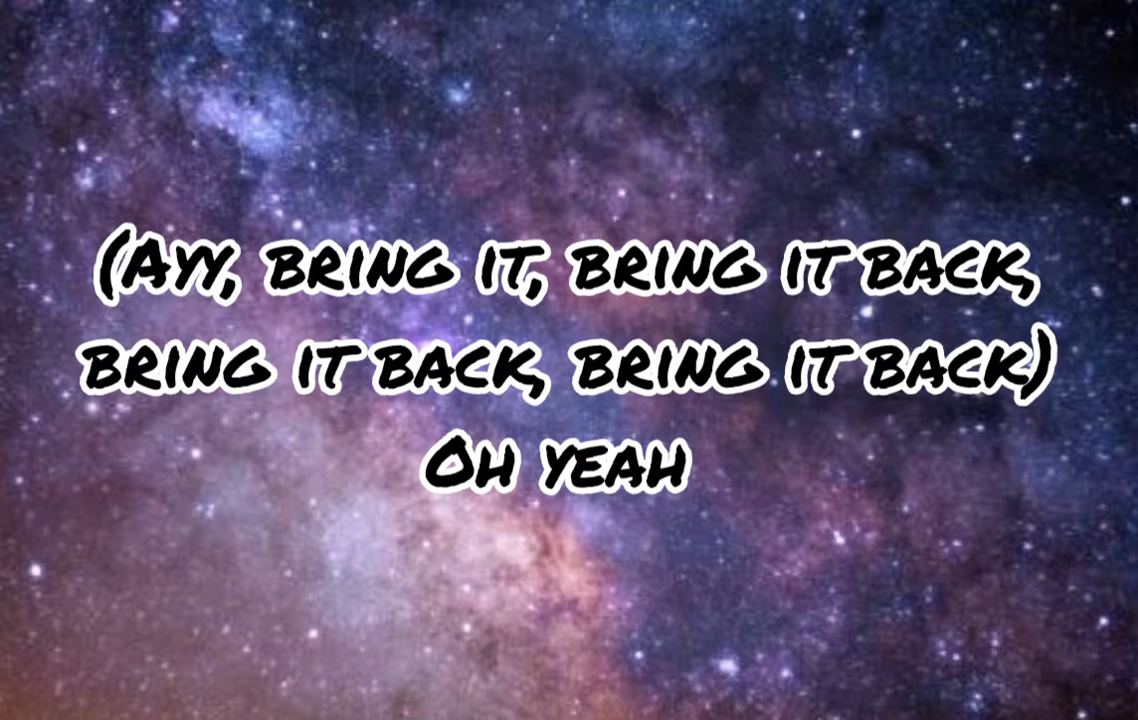 (Ayy, bring it, bring it back,
bring it back, bring it back)
Oh yeah